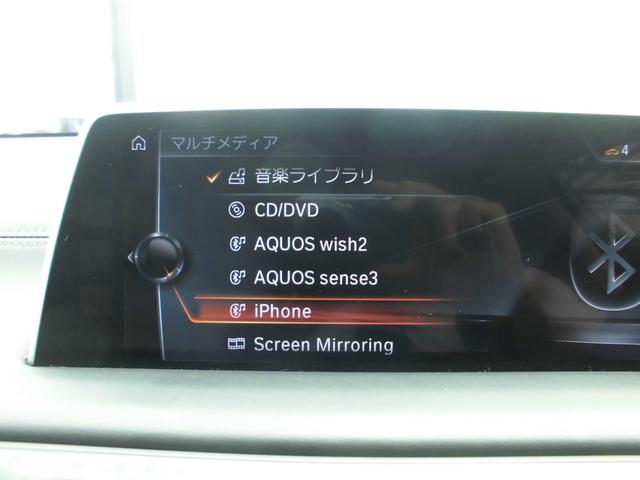 マルチメディア
4
音楽ライブラリ
CD/DVD
AQUOS wish2
AQUOS sense3
iPhone
Screen Mirroring